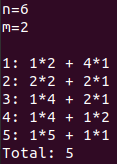 n=6
m=2
1: 1*2 + 4*1
2: 2*2 + 2*1
3: 1*4 + 2*1
4: 1*4 + 1*2
5: 1*5 + 1*1
Total: 5